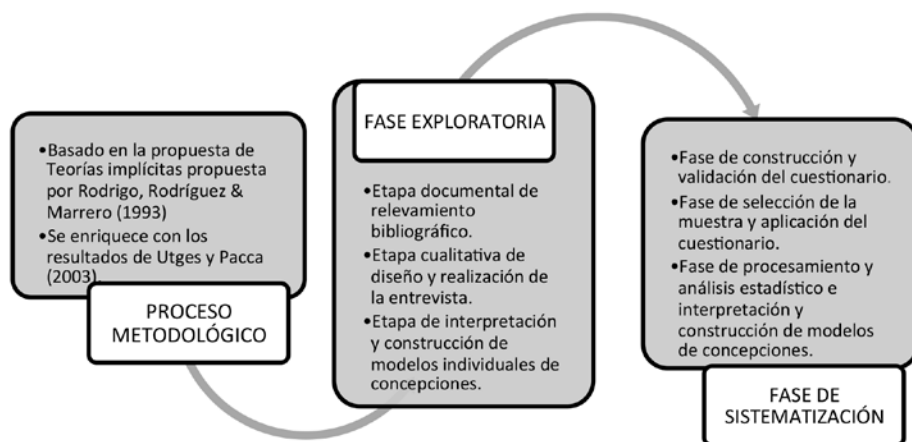 •Basado en la propuesta de
Teorías implícitas propuesta
por Rodrigo, Rodríguez &
Marrero (1993)
•Se enriquece con los
resultados de Utges y Pacca
(2003).
PROCESO
METODOLÓGICO
FASE EXPLORATORIA
•Etapa documental de
relevamiento
bibliográfico.
•Etapa cualitativa de
diseño y realización de
la entrevista.
•Etapa de interpretación
y construcción de
modelos individuales de
concepciones.
•Fase de construcción y
validación del cuestionario.
•Fase de selección de la
muestra y aplicación del
cuestionario.
•Fase de procesamiento y
análisis estadístico e
interpretación y
construcción de modelos
de concepciones.
FASE DE
SISTEMATIZACIÓN